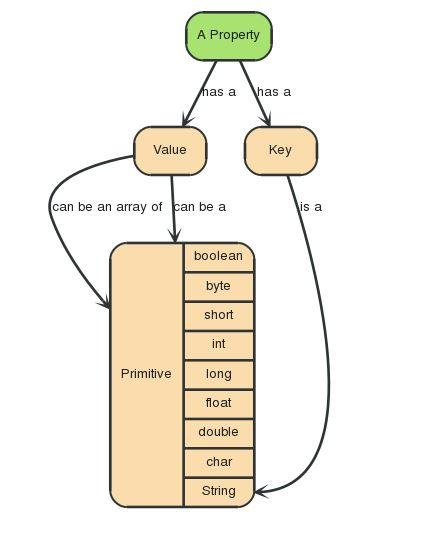 A Property
has a
has a
Value
Key
can be an array of
can be a
is a
Primitive
boolean
byte
short
int
long
float
double
char
String